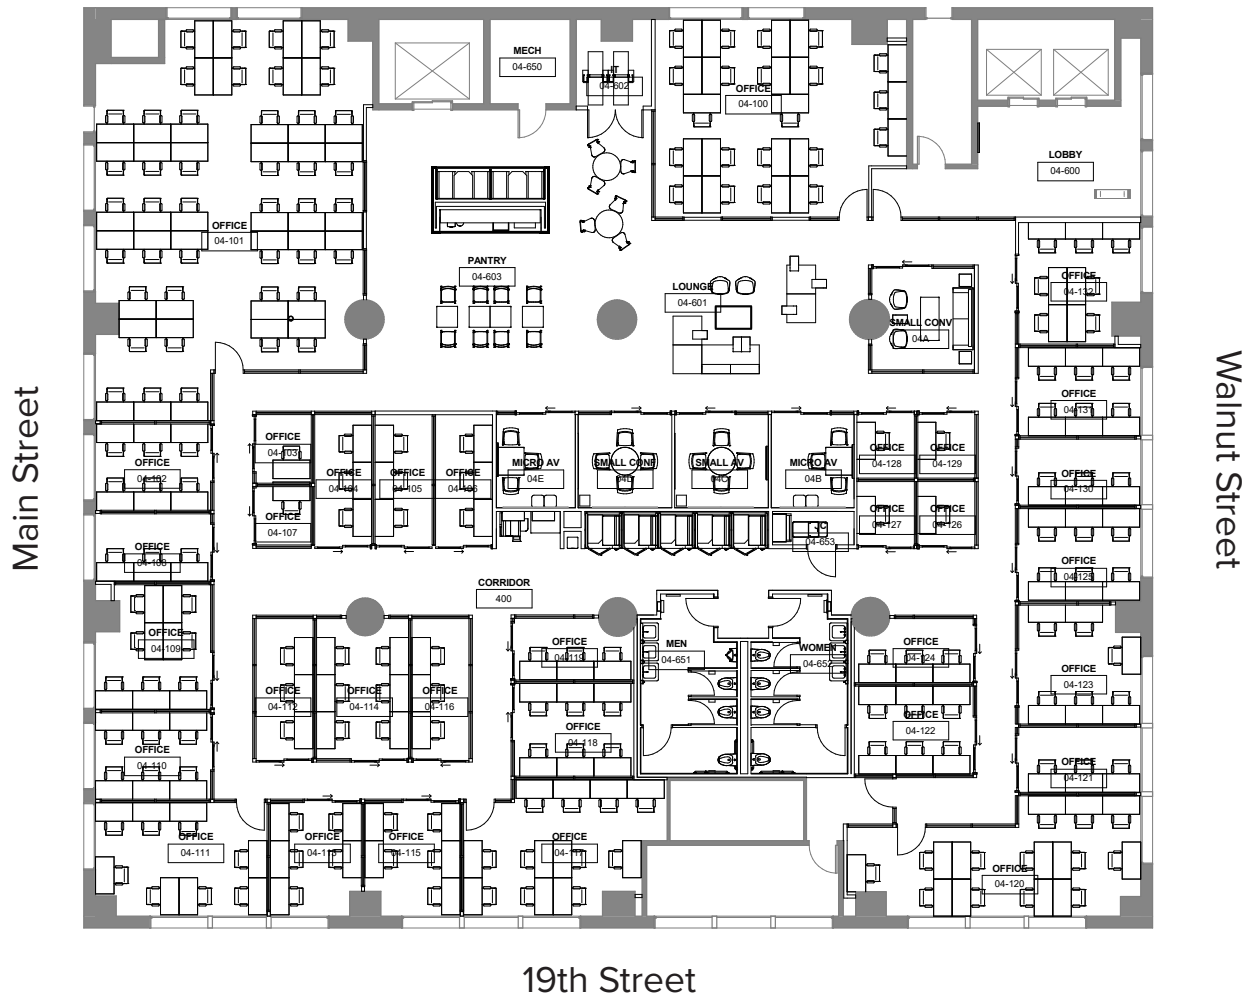 MECH
04-650
IT
04-602
OFFICE
04-100
LOBBY
04-600
OFFICE
04-101
PANTRY
04-603
LOUNGE
04-601
SMALL CONV
04A
OFFICE
04-132
OFFICE
04-131
OFFICE
04-130
OFFICE
04-125
OFFICE
04-123
OFFICE
04-121
OFFICE
04-120
OFFICE
04-102
OFFICE
04-108
OFFICE
04-109
OFFICE
04-110
OFFICE
04-111
OFFICE
04-103
OFFICE
04-107
OFFICE
04-104
OFFICE
04-105
OFFICE
04-106
MICRO AV
04E
SMALL CONF
04D
SMALL AV
04C
MICRO AV
04B
OFFICE
04-128
OFFICE
04-129
OFFICE
04-127
OFFICE
04-126
JC
04-653
CORRIDOR
400
OFFICE
04-112
OFFICE
04-114
OFFICE
04-116
OFFICE
04-119
OFFICE
04-118
MEN
04-651
WOMEN
04-652
OFFICE
04-124
OFFICE
04-122
OFFICE
04-113
OFFICE
04-115
OFFICE
04-117
Main Street
Walnut Street
19th Street